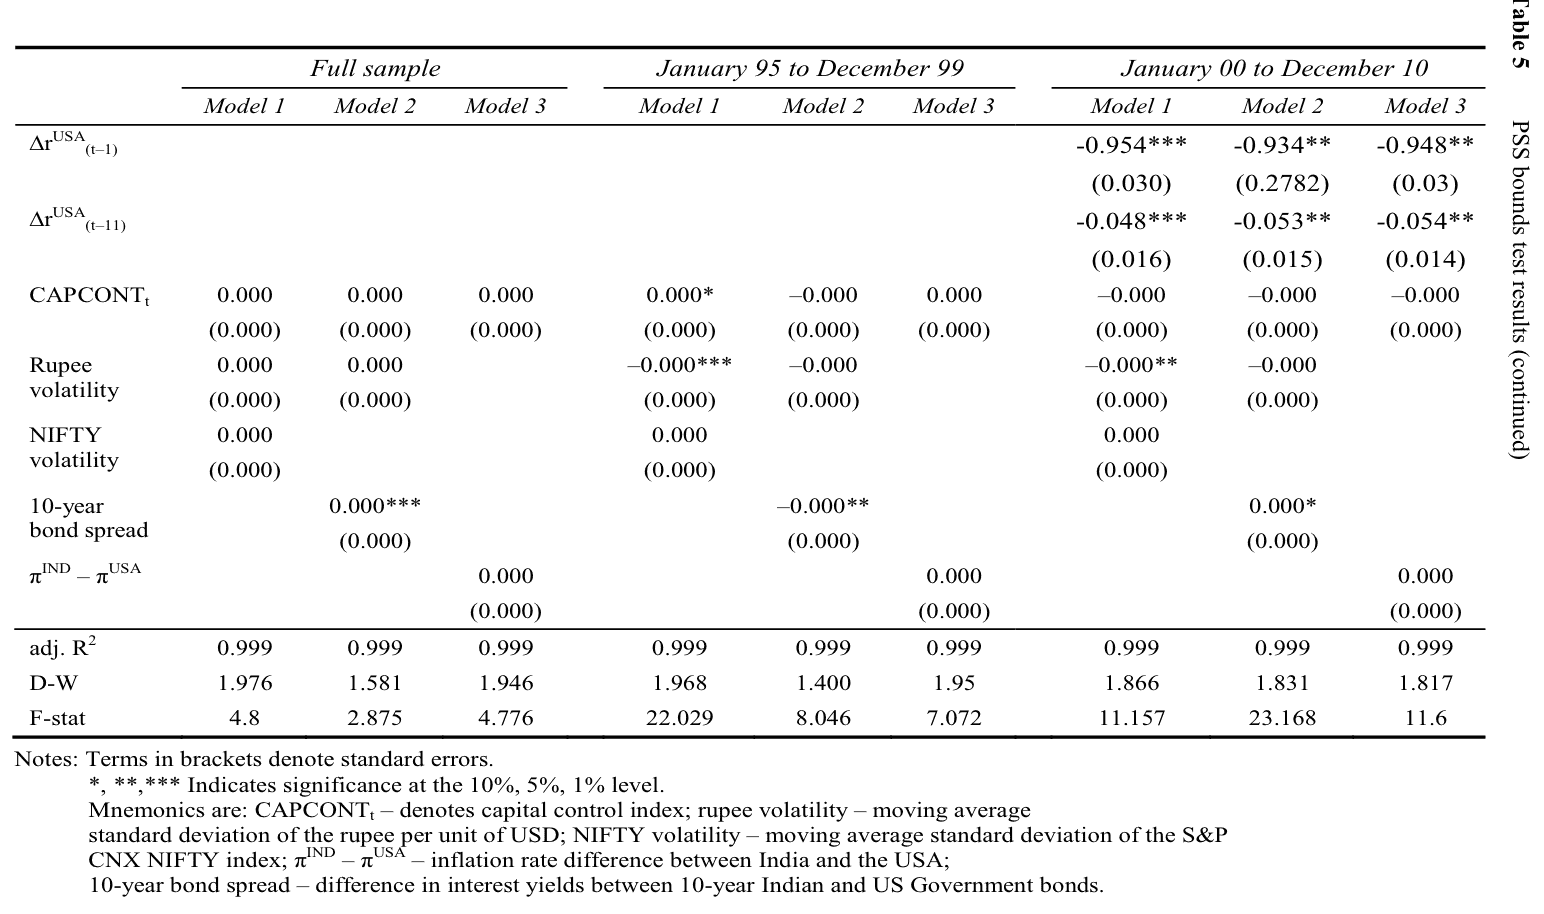 Table 5 PSS bounds test results (continued)
Full sample January 95 to December 99 January 00 to December 10
Model 1 Model 2 Model 3 Model 1 Model 2 Model 3 Model 1 Model 2 Model 3
Δr^USA_(t–1) -0.954*** -0.934** -0.948**
(0.030) (0.2782) (0.03)
Δr^USA_(t–11) -0.048*** -0.053** -0.054**
(0.016) (0.015) (0.014)
CAPCONT_t 0.000 0.000 0.000 0.000* –0.000 0.000 –0.000 –0.000 –0.000
(0.000) (0.000) (0.000) (0.000) (0.000) (0.000) (0.000) (0.000) (0.000)
Rupee volatility 0.000 0.000 –0.000*** –0.000 –0.000** –0.000
(0.000) (0.000) (0.000) (0.000) (0.000) (0.000)
NIFTY volatility 0.000 0.000 0.000
(0.000) (0.000) (0.000)
10-year bond spread 0.000*** –0.000** 0.000*
(0.000) (0.000) (0.000)
π^IND – π^USA 0.000 0.000 0.000
(0.000) (0.000) (0.000)
adj. R² 0.999 0.999 0.999 0.999 0.999 0.999 0.999 0.999 0.999
D-W 1.976 1.581 1.946 1.968 1.400 1.95 1.866 1.831 1.817
F-stat 4.8 2.875 4.776 22.029 8.046 7.072 11.157 23.168 11.6
Notes: Terms in brackets denote standard errors.
*, **,*** Indicates significance at the 10%, 5%, 1% level.
Mnemonics are: CAPCONT_t – denotes capital control index; rupee volatility – moving average
standard deviation of the rupee per unit of USD; NIFTY volatility – moving average standard deviation of the S&P
CNX NIFTY index; π^IND – π^USA – inflation rate difference between India and the USA;
10-year bond spread – difference in interest yields between 10-year Indian and US Government bonds.